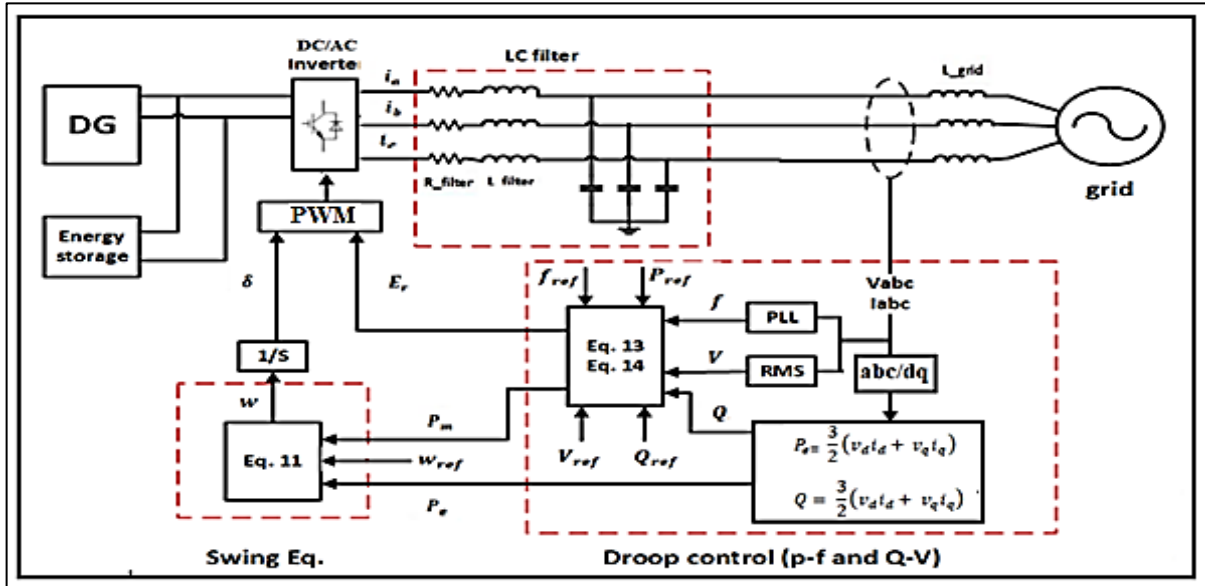 DC/AC
Inverter
LC filter
L_grid
DG
i_a
i_b
i_c
R_filter
L filter
grid
PWM
Energy
storage
δ
E_r
f_ref
P_ref
Vabc
Iabc
f
PLL
Eq. 13
Eq. 14
V
RMS
abc/dq
1/S
w
P_m
Q
P_e= 3/2 (v_d i_d + v_q i_q)
Eq. 11
w_ref
V_ref
Q_ref
P_e
Q = 3/2 (v_d i_d + v_q i_q)
Swing Eq.
Droop control (p-f and Q-V)